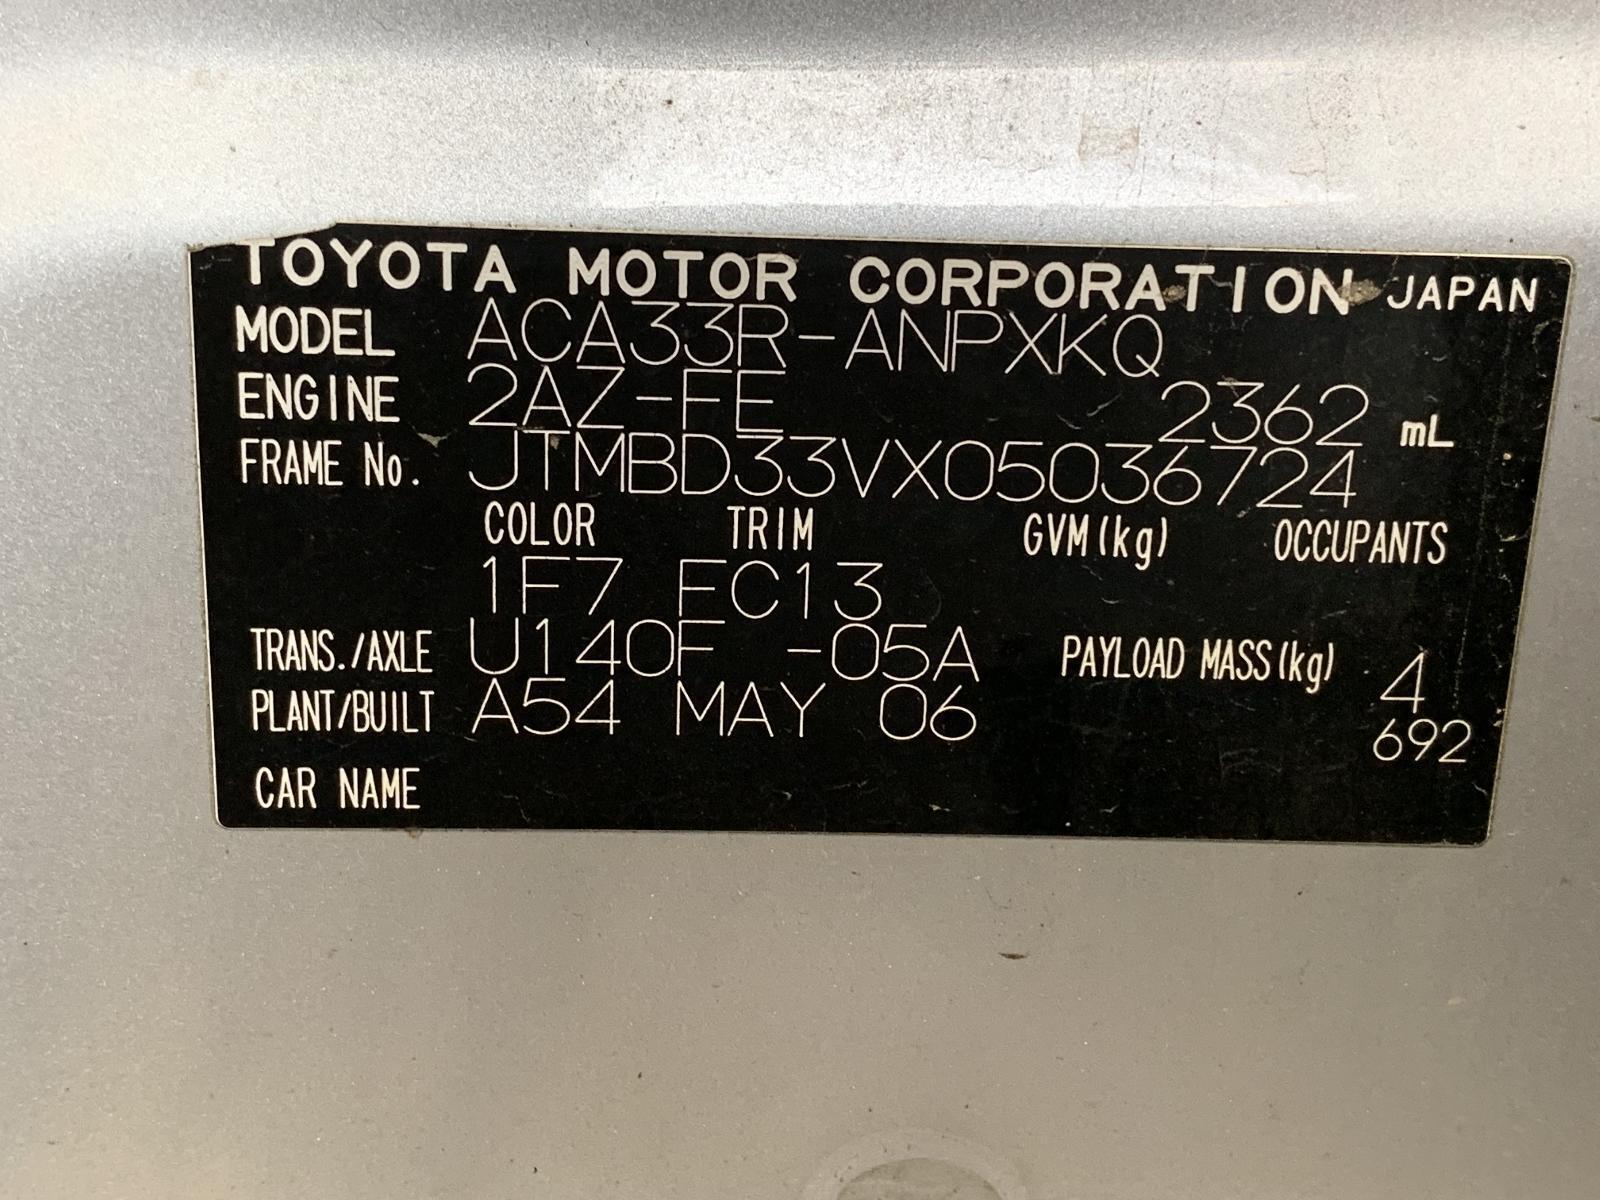 TOYOTA MOTOR CORPORATION JAPAN
MODEL ACA33R-ANPXKQ
ENGINE 2AZ-FE 2362 mL
FRAME No. JTMBD33VX05036724
COLOR TRIM GVM(kg) OCCUPANTS
1F7 FC13
TRANS./AXLE U140F -05A PAYLOAD MASS(kg) 4
PLANT/BUILT A54 MAY 06 692
CAR NAME